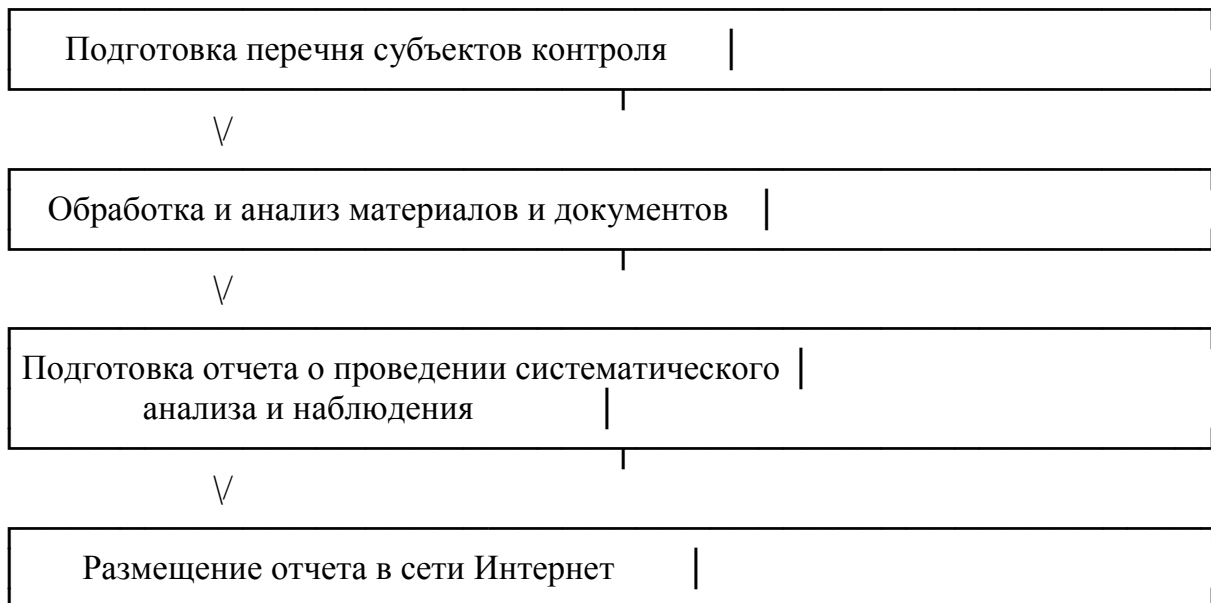 Подготовка перечня субъектов контроля
\/
Обработка и анализ материалов и документов
\/
Подготовка отчета о проведении систематического
анализа и наблюдения
\/
Размещение отчета в сети Интернет